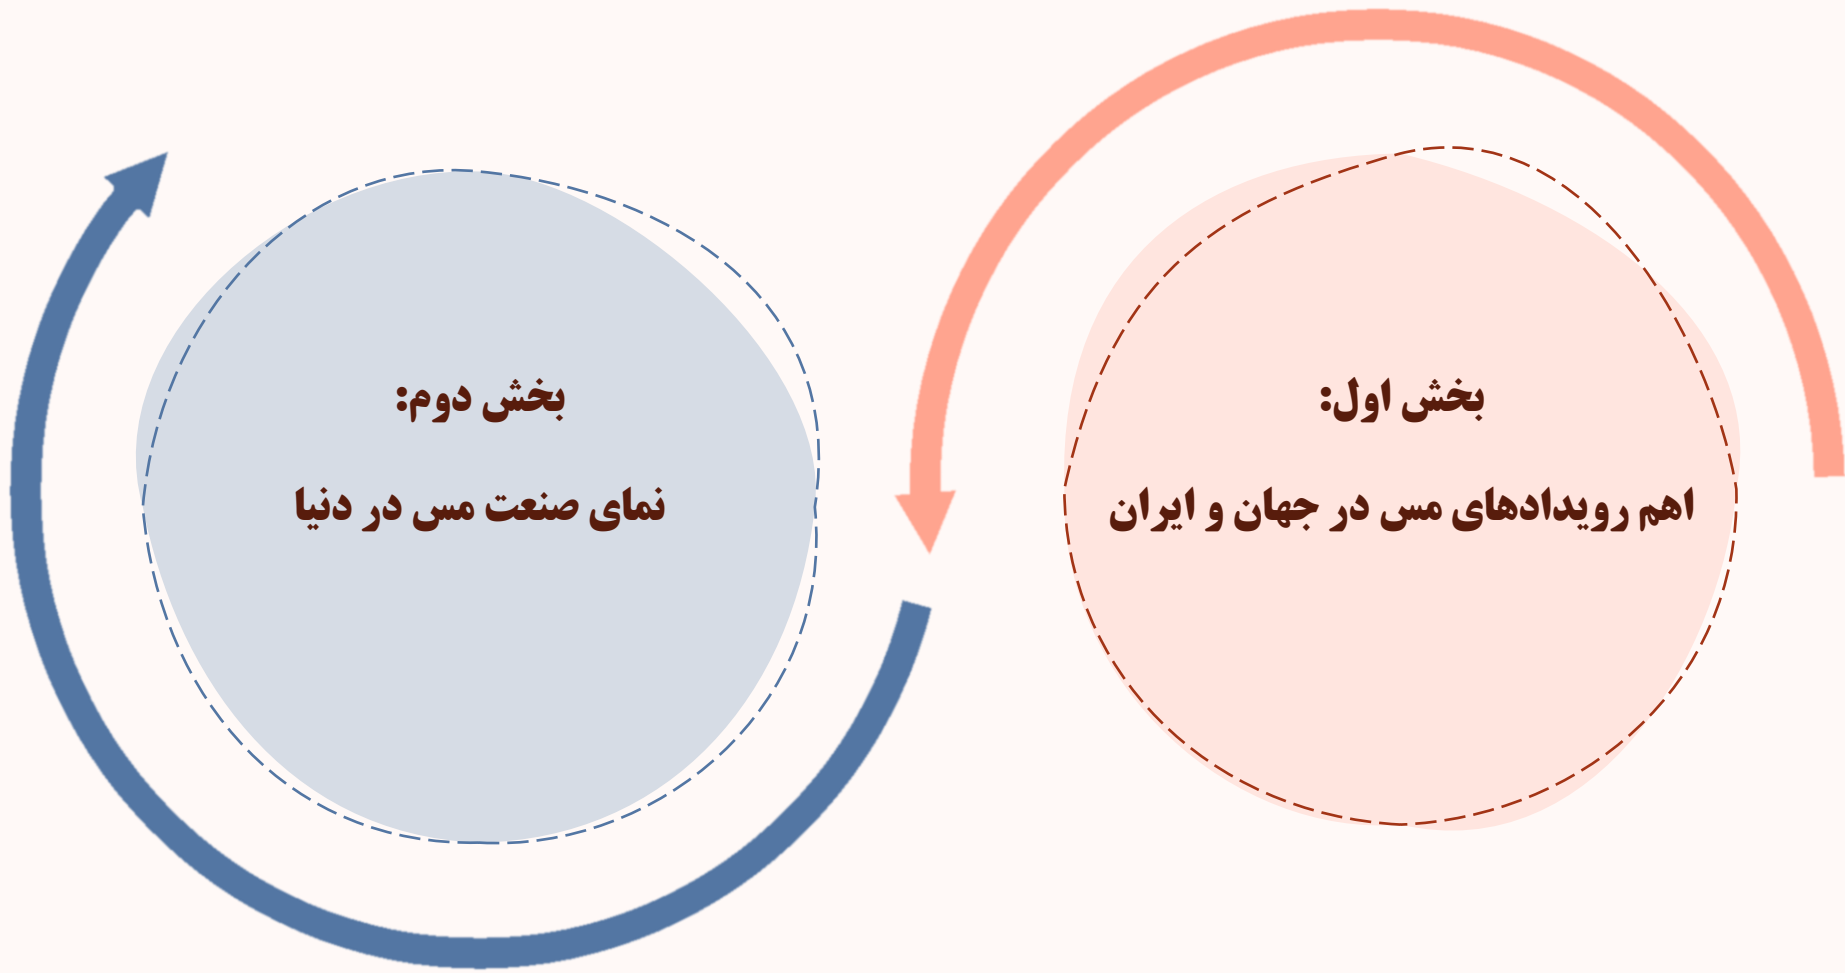 بخش اول:
اهم رویدادهای مس در جهان و ایران
بخش دوم:
نمای صنعت مس در دنیا